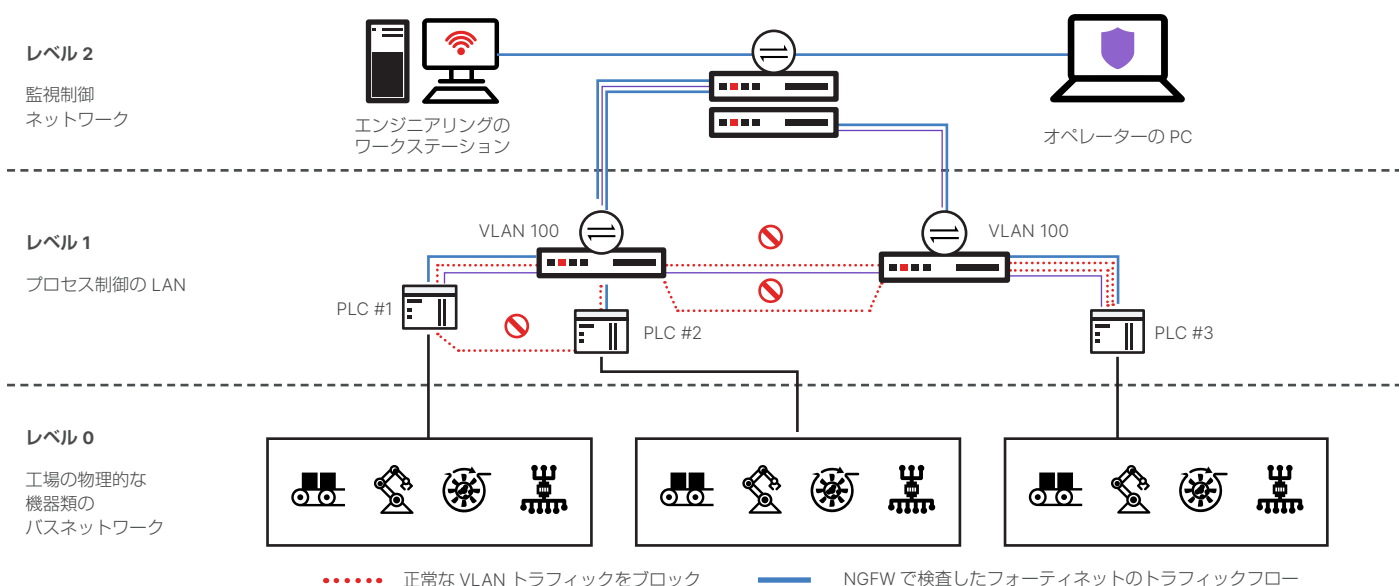 レベル 2
監視制御
ネットワーク
エンジニアリングの
ワークステーション
オペレーターの PC
レベル 1
プロセス制御の LAN
VLAN 100
VLAN 100
PLC #1
PLC #2
PLC #3
レベル 0
工場の物理的な
機器類の
バスネットワーク
正常な VLAN トラフィックをブロック
NGFW で検査したフォーティネットのトラフィックフロー